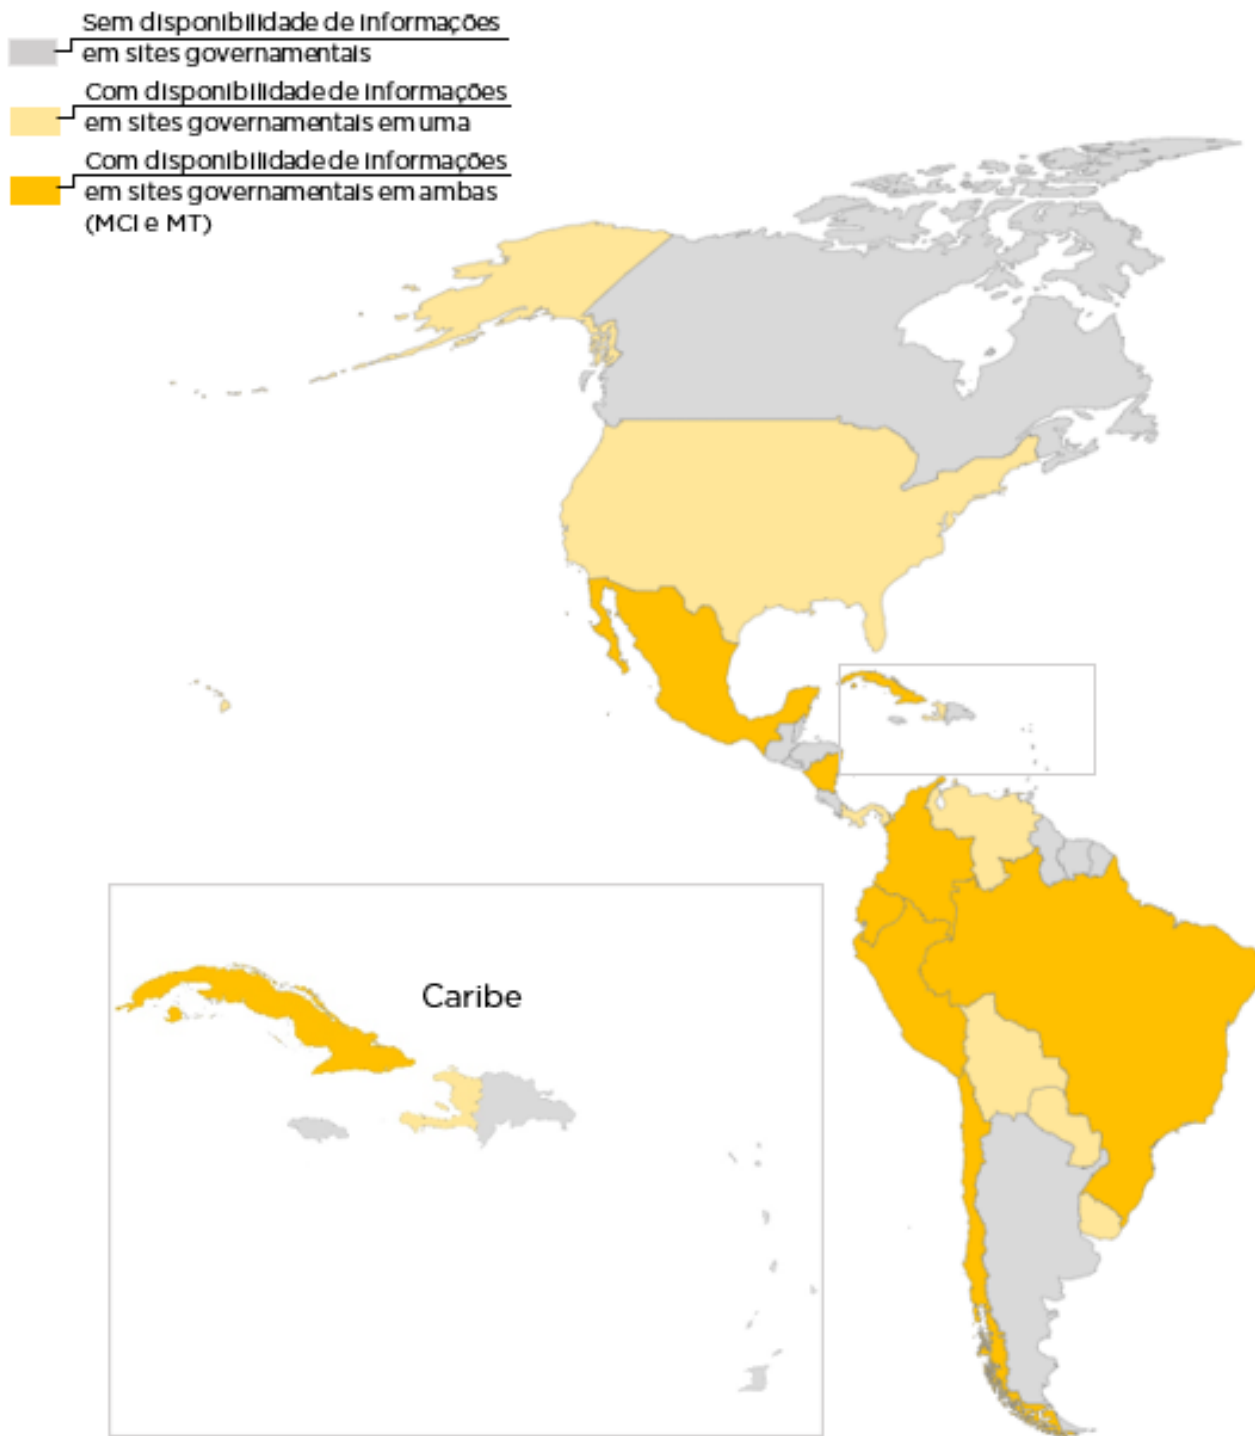 Sem disponibilidade de informações
em sites governamentais
Com disponibilidade de informações
em sites governamentais em uma
Com disponibilidade de informações
em sites governamentais em ambas
(MCI e MT)
Caribe